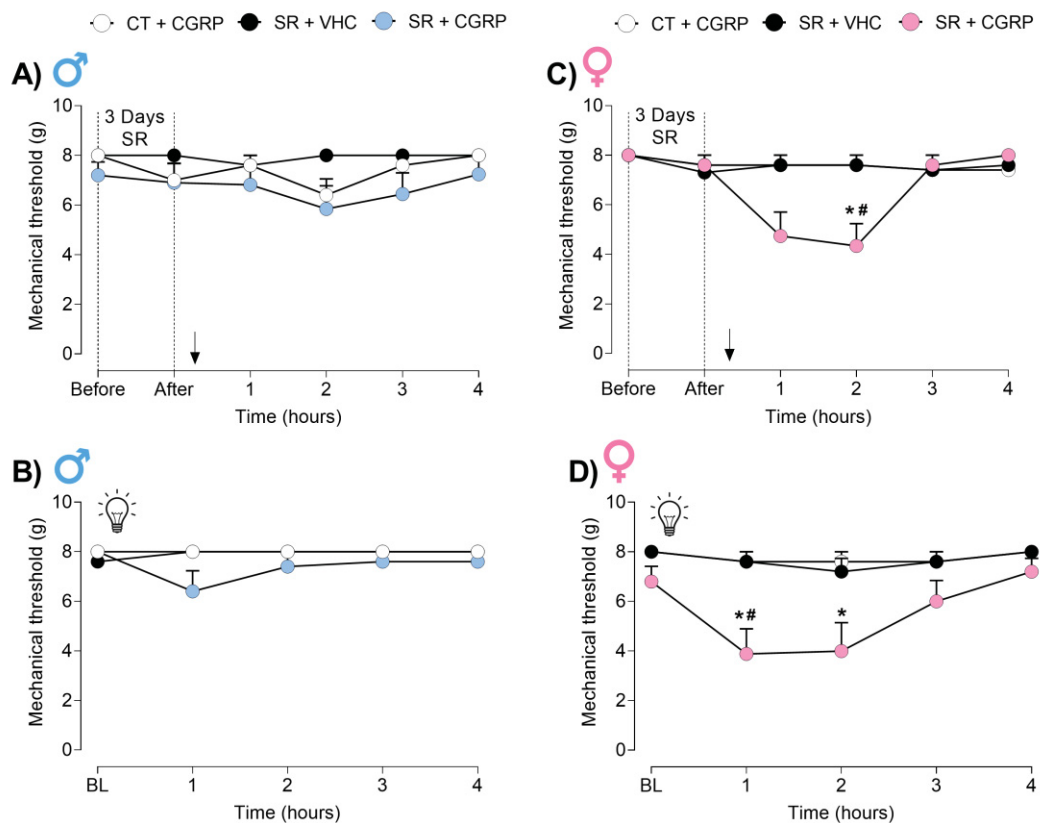 CT + CGRP SR + VHC SR + CGRP
CT + CGRP SR + VHC SR + CGRP
A)
10
8
6
4
2
0
Mechanical threshold (g)
3 Days
SR
Before After 1 2 3 4
Time (hours)
C)
10
8
6
4
2
0
Mechanical threshold (g)
3 Days
SR
*#
Before After 1 2 3 4
Time (hours)
B)
10
8
6
4
2
0
Mechanical threshold (g)
BL 1 2 3 4
Time (hours)
D)
10
8
6
4
2
0
Mechanical threshold (g)
*# *
BL 1 2 3 4
Time (hours)